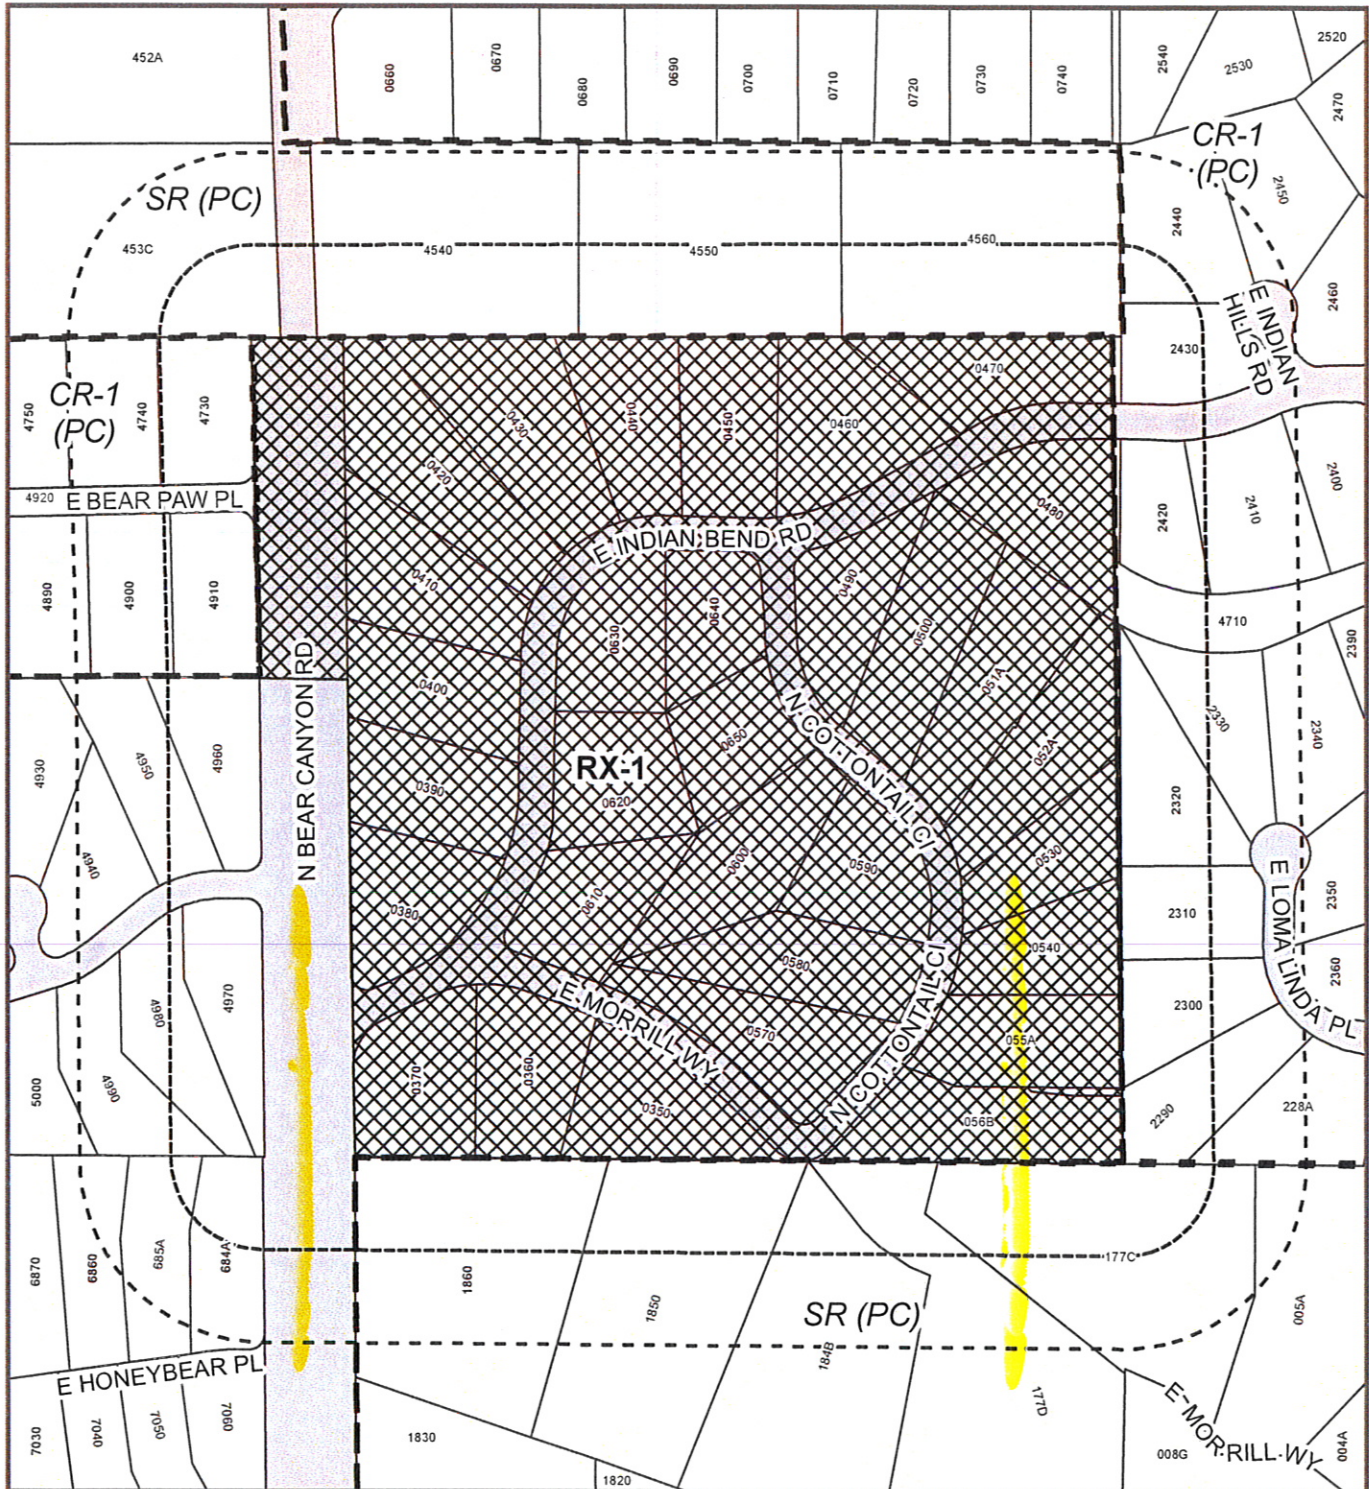 452A
0660
0670
0680
0690
0700
0710
0720
0730
0740
2540
2530
2520
2470
CR-1
(PC)
SR (PC)
453C
4540
4550
4560
2440
2450
2460
E INDIAN
HILLS RD
2430
CR-1
(PC)
4750
4740
4730
0430
0440
0450
0460
0470
0420
4920
E BEAR PAW PL
E INDIAN BEND RD
0480
2420
2410
2400
4890
4900
4910
0410
0630
0640
0490
0500
4710
2390
N BEAR CANYON RD
0400
051A
2330
2340
4930
4950
4960
N COTTONTAIL CI
0650
052A
RX-1
0390
0620
2320
4940
0380
0610
0600
0590
0530
E LOMA LINDA PL
2310
2350
0540
0580
N COTTONTAIL CI
2360
4980
4970
E MORRILL WY
0570
055A
2300
5000
4990
0370
0360
0350
056B
2290
228A
6870
6860
685A
684A
1860
1850
177C
SR (PC)
184B
005A
E HONEYBEAR PL
177D
E MORRILL WY
7030
7040
7050
7060
1830
1820
008G
004A